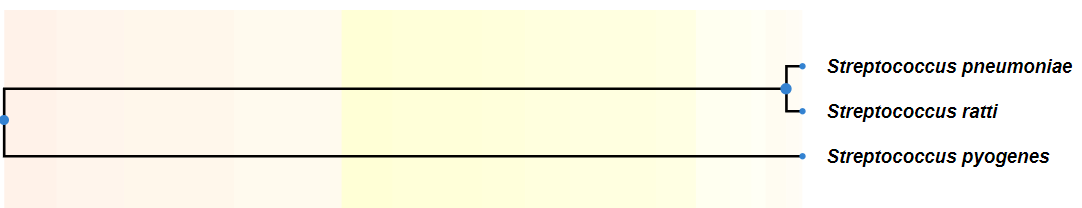 Streptococcus pneumoniae
Streptococcus ratti
Streptococcus pyogenes